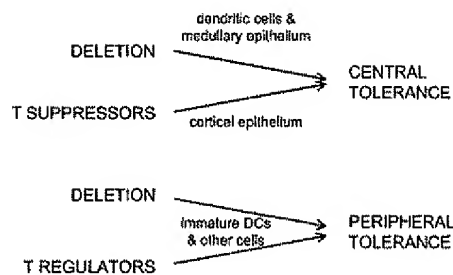 dendritic cells &
medullary epithelium
DELETION
CENTRAL
TOLERANCE
T SUPPRESSORS
cortical epithelium
DELETION
immature DCs
& other cells
PERIPHERAL
TOLERANCE
T REGULATORS